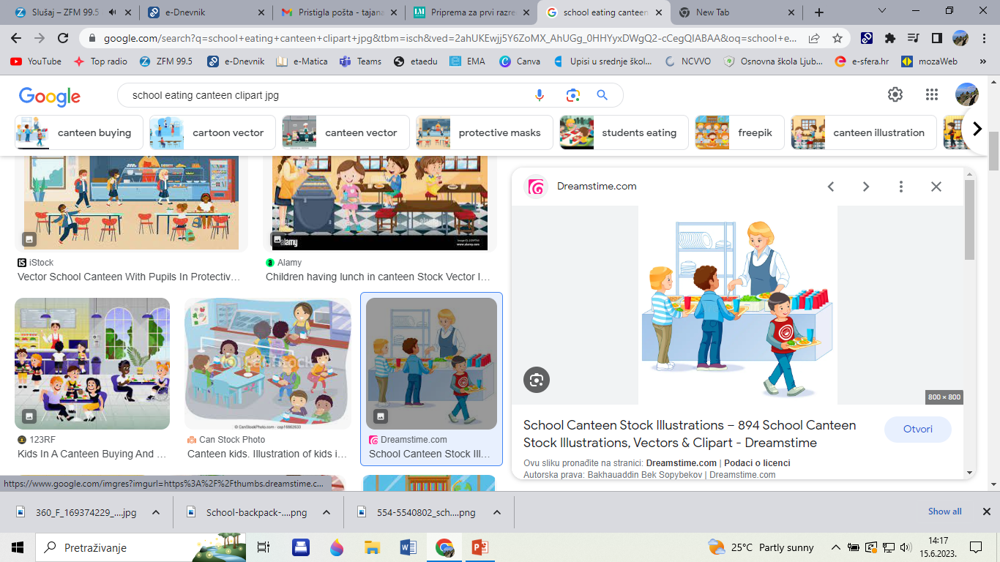 Slušaj – ZFM 99.5
e-Dnevnik
Pristigla pošta - tajana
Priprema za prvi razre
school eating canteen
New Tab
google.com/search?q=school+eating+canteen+clipart+jpg&tbm=isch&ved=2ahUKEwjj5Y6ZoMX_AhUGg_0HHYyxDWgQ2-cCegQIABAA&oq=school+e...
YouTube
Top radio
ZFM 99.5
e-Dnevnik
e-Matica
Teams
etaedu
EMA
Canva
Upisi u srednje škol...
NCVVO
Osnovna škola Ljub...
e-sfera.hr
mozaWeb
»
Google
school eating canteen clipart jpg
canteen buying
cartoon vector
canteen vector
protective masks
students eating
freepik
canteen illustration
Dreamstime.com
alamy
www.alamy.com
iStock
Vector School Canteen With Pupils In Protectiv…
Alamy
Children having lunch in canteen Stock Vector I…
CanStock
© CanStockPhoto.com
800 × 800
123RF
Kids In A Canteen Buying And …
Can Stock Photo
Canteen kids. Illustration of kids i…
Dreamstime.com
School Canteen Stock Ill…
School Canteen Stock Illustrations – 894 School Canteen
Stock Illustrations, Vectors & Clipart - Dreamstime
Otvori
Ovu sliku pronađite na stranici: Dreamstime.com | Podaci o licenci
Autorska prava: Bakhauaddin Bek Sopybekov | Dreamstime.com
https://www.google.com/imgres?imgurl=https%3A%2F%2Fthumbs.dreamstime.c...
360_F_169374229_....jpg
School-backpack-....png
554-5540802_sch....png
Show all
Pretraživanje
25°C Partly sunny
14:17
15.6.2023.